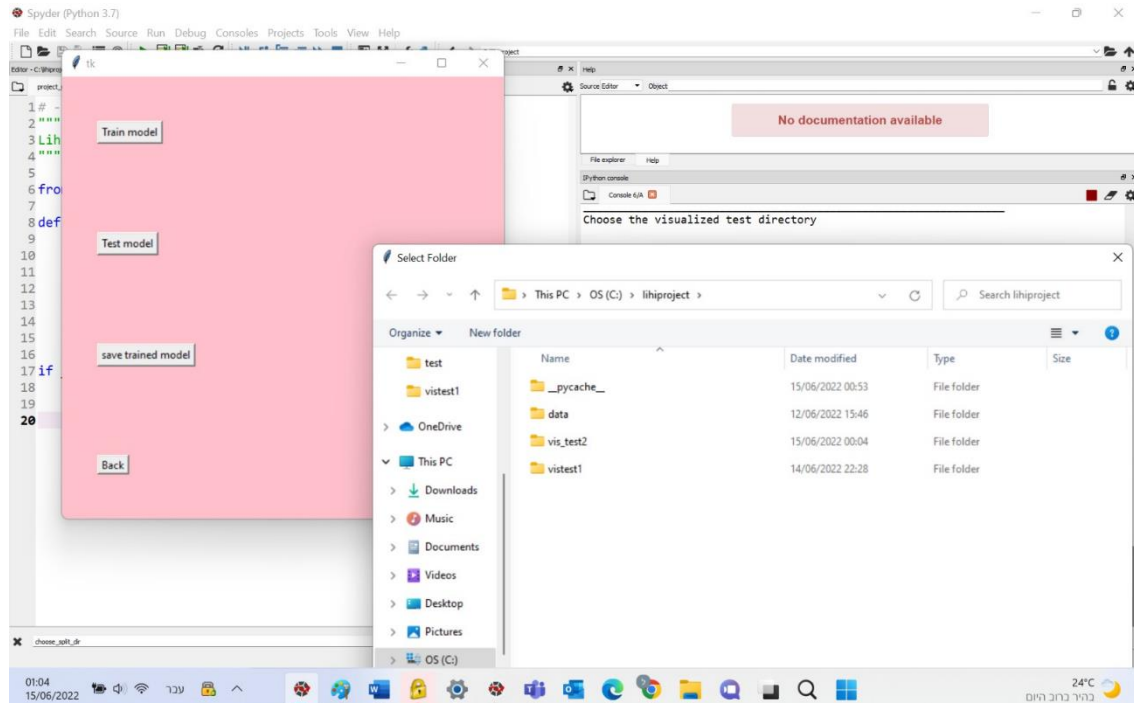 Spyder (Python 3.7)
File Edit Search Source Run Debug Consoles Projects Tools View Help
tk
Train model
Test model
save trained model
Back
1 # -
2 """
3 Lih
4 """
5
6 fro
7
8 def
9
10
11
12
13
14
15
16
17 if
18
19
20
Help
Source Editor Object
No documentation available
File explorer Help
IPython console
Console 6/A
Choose the visualized test directory
Select Folder
This PC > OS (C:) > lihiproject >
Search lihiproject
Organize New folder
Name Date modified Type Size
test
vistest1
OneDrive
This PC
Downloads
Music
Documents
Videos
Desktop
Pictures
OS (C:)
__pycache__ 15/06/2022 00:53 File folder
data 12/06/2022 15:46 File folder
vis_test2 15/06/2022 00:04 File folder
vistest1 14/06/2022 22:28 File folder
choose_split_dir
01:04
15/06/2022
עבר
24°C
בהיר ברוב היום